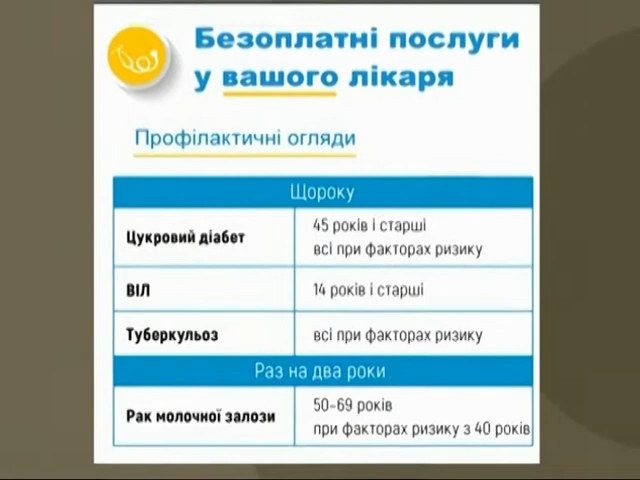 Безоплатні послуги
у вашого лікаря
Профілактичні огляди
Щороку
Цукровий діабет
45 років і старші
всі при факторах ризику
ВІЛ
14 років і старші
Туберкульоз
всі при факторах ризику
Раз на два роки
Рак молочної залози
50-69 років
при факторах ризику з 40 років